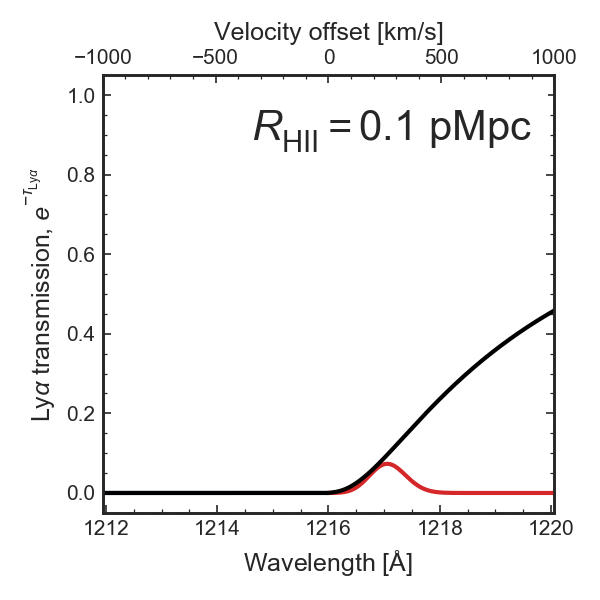 Velocity offset [km/s]
−1000 −500 0 500 1000
R_HII = 0.1 pMpc
1.0
0.8
0.6
0.4
0.2
0.0
Lyα transmission, e^{−τ_Lyα}
1212 1214 1216 1218 1220
Wavelength [Å]